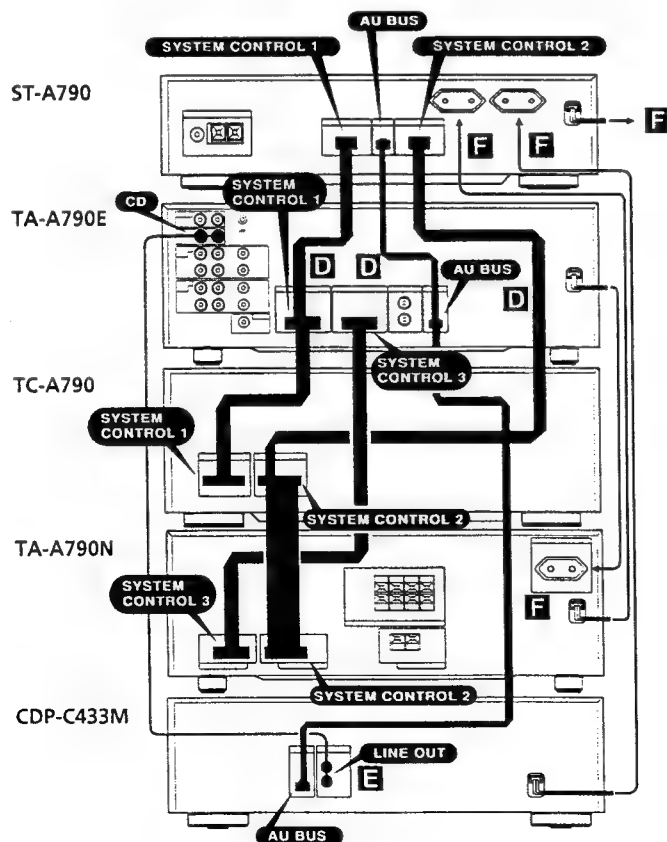 AU BUS
SYSTEM CONTROL 1
SYSTEM CONTROL 2
ST-A790
F
F
F
SYSTEM
CONTROL 1
CD
TA-A790E
D
D
AU BUS
D
SYSTEM
CONTROL 3
TC-A790
SYSTEM
CONTROL 1
SYSTEM CONTROL 2
TA-A790N
SYSTEM
CONTROL 3
F
SYSTEM CONTROL 2
CDP-C433M
LINE OUT
E
AU BUS